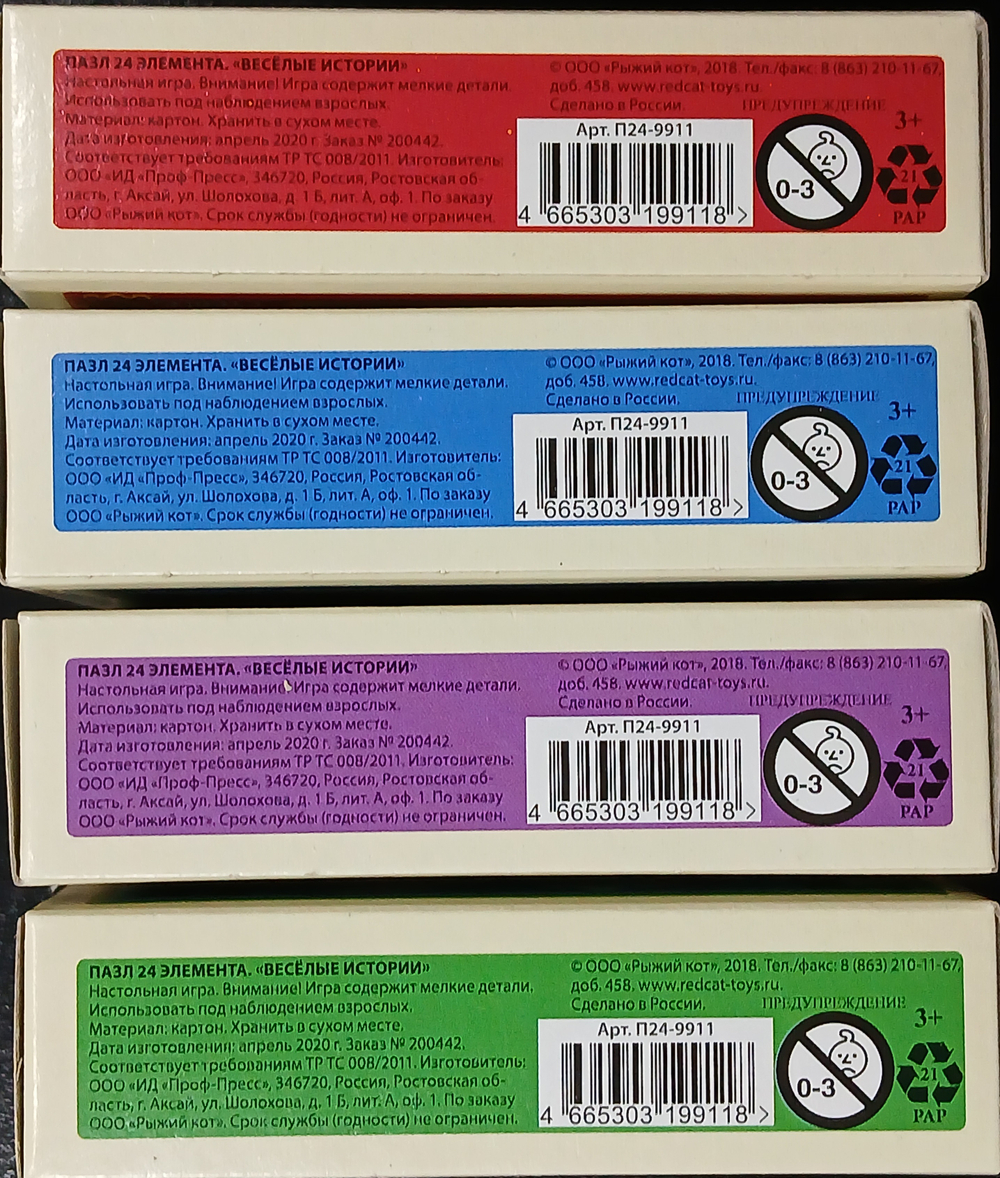 ПАЗЛ 24 ЭЛЕМЕНТА. «ВЕСЁЛЫЕ ИСТОРИИ»
Настольная игра. Внимание! Игра содержит мелкие детали.
Использовать под наблюдением взрослых.
Материал: картон. Хранить в сухом месте.
Дата изготовления: апрель 2020 г. Заказ № 200442.
Соответствует требованиям ТР ТС 008/2011. Изготовитель:
ООО «ИД «Проф-Пресс», 346720, Россия, Ростовская об-
ласть, г. Аксай, ул. Шолохова, д. 1 Б, лит. А, оф. 1. По заказу
ООО «Рыжий кот». Срок службы (годности) не ограничен.
© ООО «Рыжий кот», 2018. Тел./факс: 8 (863) 210-11-67,
доб. 458. www.redcat-toys.ru.
Сделано в России.
ПРЕДУПРЕЖДЕНИЕ
Арт. П24-9911
4 665303 199118 >
0-3
3+
21
PAP
ПАЗЛ 24 ЭЛЕМЕНТА. «ВЕСЁЛЫЕ ИСТОРИИ»
Настольная игра. Внимание! Игра содержит мелкие детали.
Использовать под наблюдением взрослых.
Материал: картон. Хранить в сухом месте.
Дата изготовления: апрель 2020 г. Заказ № 200442.
Соответствует требованиям ТР ТС 008/2011. Изготовитель:
ООО «ИД «Проф-Пресс», 346720, Россия, Ростовская об-
ласть, г. Аксай, ул. Шолохова, д. 1 Б, лит. А, оф. 1. По заказу
ООО «Рыжий кот». Срок службы (годности) не ограничен.
© ООО «Рыжий кот», 2018. Тел./факс: 8 (863) 210-11-67,
доб. 458. www.redcat-toys.ru.
Сделано в России.
ПРЕДУПРЕЖДЕНИЕ
Арт. П24-9911
4 665303 199118 >
0-3
3+
21
PAP
ПАЗЛ 24 ЭЛЕМЕНТА. «ВЕСЁЛЫЕ ИСТОРИИ»
Настольная игра. Внимание Игра содержит мелкие детали.
Использовать под наблюдением взрослых.
Материал: картон. Хранить в сухом месте.
Дата изготовления: апрель 2020 г. Заказ № 200442.
Соответствует требованиям ТР ТС 008/2011. Изготовитель:
ООО «ИД «Проф-Пресс», 346720, Россия, Ростовская об-
ласть, г. Аксай, ул. Шолохова, д. 1 Б, лит. А, оф. 1. По заказу
ООО «Рыжий кот». Срок службы (годности) не ограничен.
© ООО «Рыжий кот», 2018. Тел./факс: 8 (863) 210-11-67,
доб. 458. www.redcat-toys.ru.
Сделано в России.
ПРЕДУПРЕЖДЕНИЕ
Арт. П24-9911
4 665303 199118 >
0-3
3+
21
PAP
ПАЗЛ 24 ЭЛЕМЕНТА. «ВЕСЁЛЫЕ ИСТОРИИ»
Настольная игра. Внимание! Игра содержит мелкие детали.
Использовать под наблюдением взрослых.
Материал: картон. Хранить в сухом месте.
Дата изготовления: апрель 2020 г. Заказ № 200442.
Соответствует требованиям ТР ТС 008/2011. Изготовитель:
ООО «ИД «Проф-Пресс», 346720, Россия, Ростовская об-
ласть, г. Аксай, ул. Шолохова, д. 1 Б, лит. А, оф. 1. По заказу
ООО «Рыжий кот». Срок службы (годности) не ограничен.
© ООО «Рыжий кот», 2018. Тел./факс: 8 (863) 210-11-67,
доб. 458. www.redcat-toys.ru.
Сделано в России.
ПРЕДУПРЕЖДЕНИЕ
Арт. П24-9911
4 665303 199118 >
0-3
3+
21
PAP